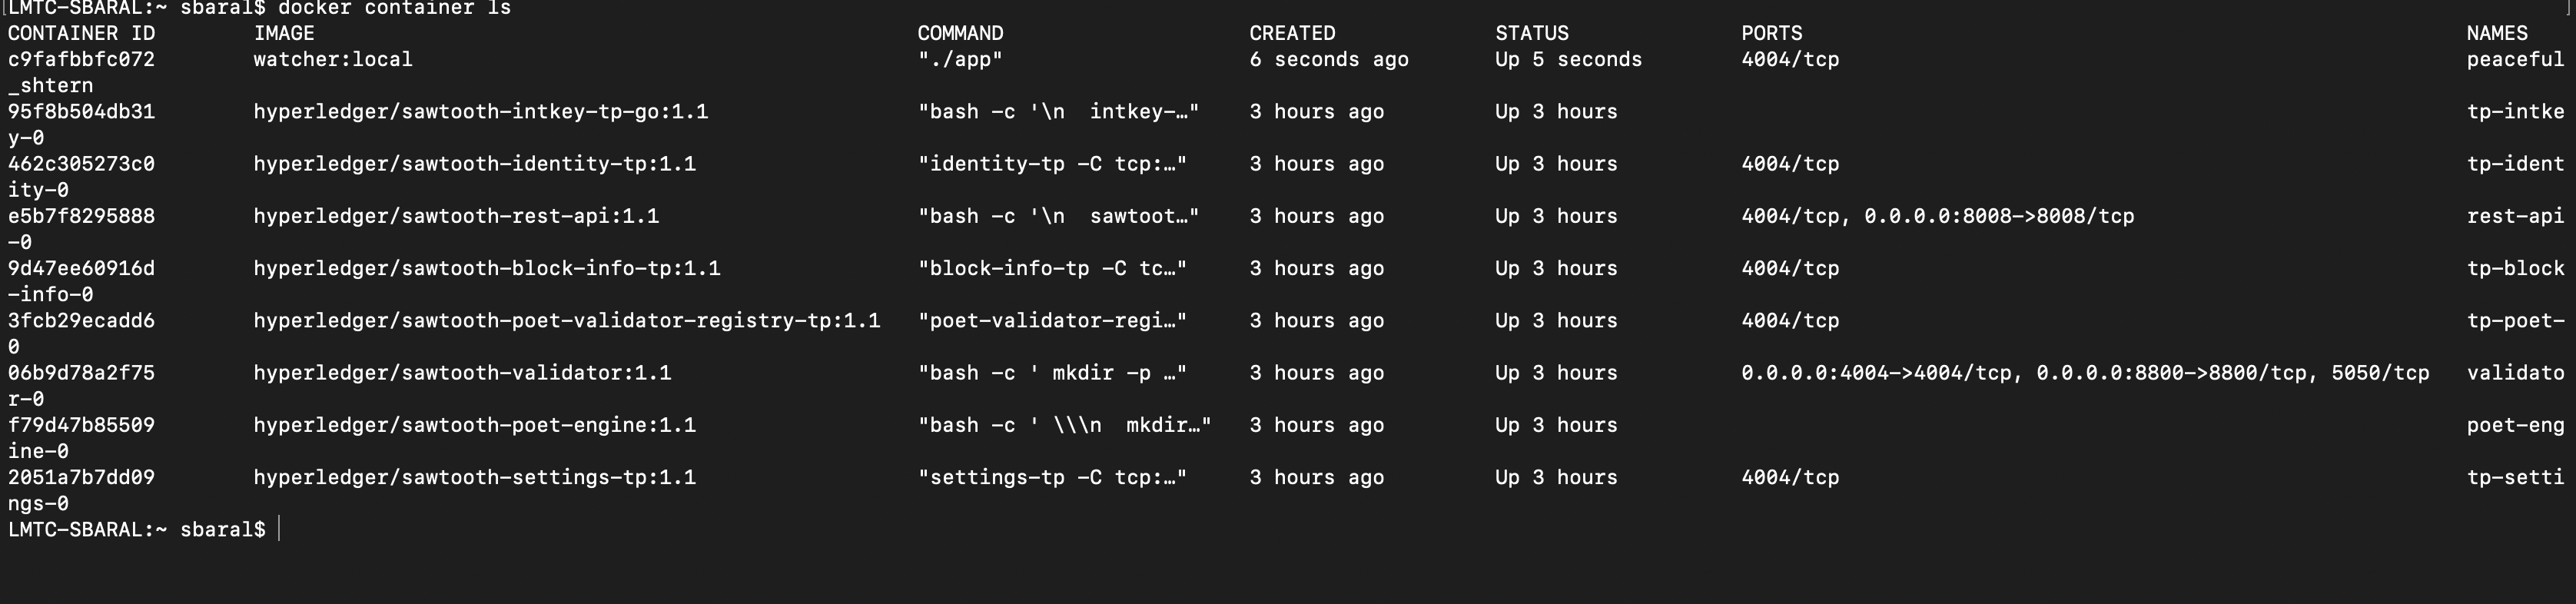 [LMTC-SBARAL:~ sbaral$ docker container ls ]
CONTAINER ID        IMAGE                                               COMMAND                   CREATED             STATUS              PORTS                                                    NAMES
c9fafbbfc072        watcher:local                                       "./app"                   6 seconds ago       Up 5 seconds        4004/tcp                                                 peaceful
_shtern
95f8b504db31        hyperledger/sawtooth-intkey-tp-go:1.1               "bash -c '\n  intkey-…"   3 hours ago         Up 3 hours                                                                   tp-intke
y-0
462c305273c0        hyperledger/sawtooth-identity-tp:1.1                "identity-tp -C tcp:…"    3 hours ago         Up 3 hours          4004/tcp                                                 tp-ident
ity-0
e5b7f8295888        hyperledger/sawtooth-rest-api:1.1                   "bash -c '\n  sawtoot…"   3 hours ago         Up 3 hours          4004/tcp, 0.0.0.0:8008->8008/tcp                         rest-api
-0
9d47ee60916d        hyperledger/sawtooth-block-info-tp:1.1              "block-info-tp -C tc…"    3 hours ago         Up 3 hours          4004/tcp                                                 tp-block
-info-0
3fcb29ecadd6        hyperledger/sawtooth-poet-validator-registry-tp:1.1   "poet-validator-regi…"    3 hours ago         Up 3 hours          4004/tcp                                                 tp-poet-
0
06b9d78a2f75        hyperledger/sawtooth-validator:1.1                  "bash -c ' mkdir -p …"    3 hours ago         Up 3 hours          0.0.0.0:4004->4004/tcp, 0.0.0.0:8800->8800/tcp, 5050/tcp   validato
r-0
f79d47b85509        hyperledger/sawtooth-poet-engine:1.1                "bash -c ' \\\n  mkdir…"   3 hours ago         Up 3 hours                                                                   poet-eng
ine-0
2051a7b7dd09        hyperledger/sawtooth-settings-tp:1.1                "settings-tp -C tcp:…"    3 hours ago         Up 3 hours          4004/tcp                                                 tp-setti
ngs-0
LMTC-SBARAL:~ sbaral$